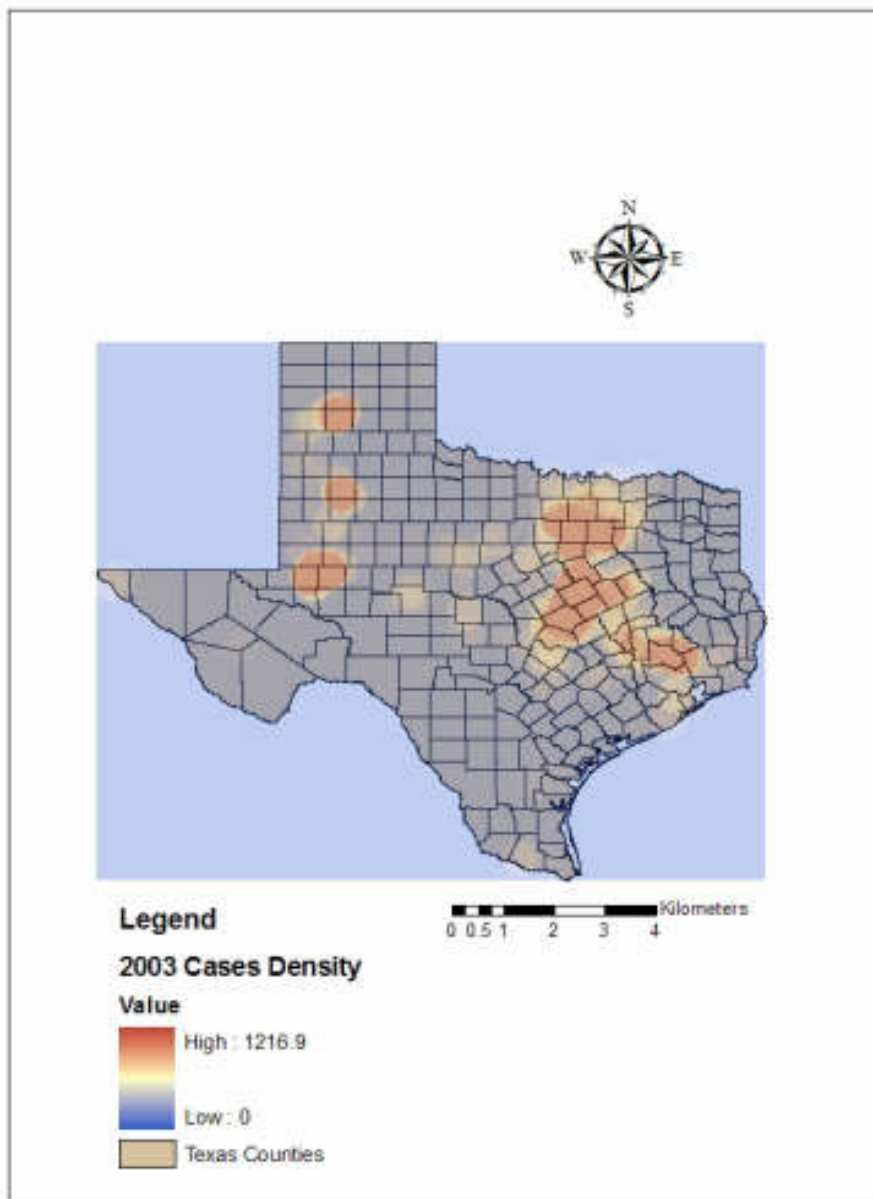 N
W E
S
Legend
Kilometers
0 0.5 1 2 3 4
2003 Cases Density
Value
High : 1216.9
Low : 0
Texas Counties